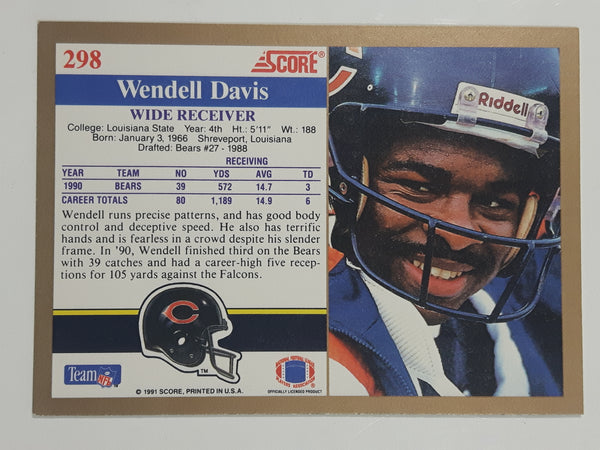 298 SCORE®
Wendell Davis
WIDE RECEIVER
College: Louisiana State Year: 4th Ht.: 5'11" Wt.: 188
Born: January 3, 1966 Shreveport, Louisiana
Drafted: Bears #27 - 1988
RECEIVING
YEAR TEAM NO YDS AVG TD
1990 BEARS 39 572 14.7 3
CAREER TOTALS 80 1,189 14.9 6
Wendell runs precise patterns, and has good body
control and deceptive speed. He also has terrific
hands and is fearless in a crowd despite his slender
frame. In '90, Wendell finished third on the Bears
with 39 catches and had a career-high five recep-
tions for 105 yards against the Falcons.
C
TM
Team NFL
© 1991 SCORE, PRINTED IN U.S.A.
OFFICIALLY LICENSED PRODUCT
Riddell